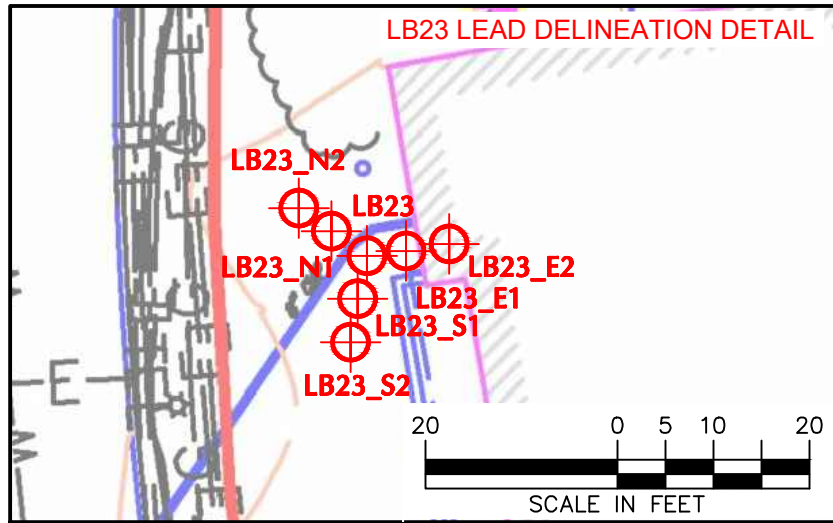 LB23 LEAD DELINEATION DETAIL
LB23_N2
LB23
LB23_N1
LB23_E2
LB23_E1
LB23_S1
LB23_S2
E
W
20 0 5 10 20
SCALE IN FEET